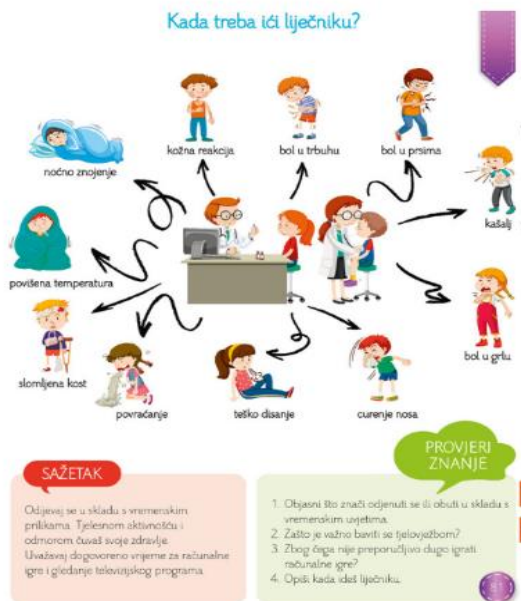 Kada treba ići liječniku?
kožna reakcija
bol u trbuhu
bol u prsima
noćno znojenje
kašalj
povišena temperatura
bol u grlu
slomljena kost
povraćanje
teško disanje
curenje nosa
SAŽETAK
Odijevaj se u skladu s vremenskim
prilikama. Tjelesnom aktivnošću i
odmorom čuvaš svoje zdravlje.
Uvažavaj dogovoreno vrijeme za računalne
igre i gledanje televizijskog programa.
PROVJERI
ZNANJE
1. Objasni što znači odjenuti se ili obuti u skladu s
vremenskim uvjetima.
2. Zašto je važno baviti se tjelovježbom?
3. Zbog čega nije preporučljivo dugo igrati
računalne igre?
4. Opiši kada ideš liječniku.